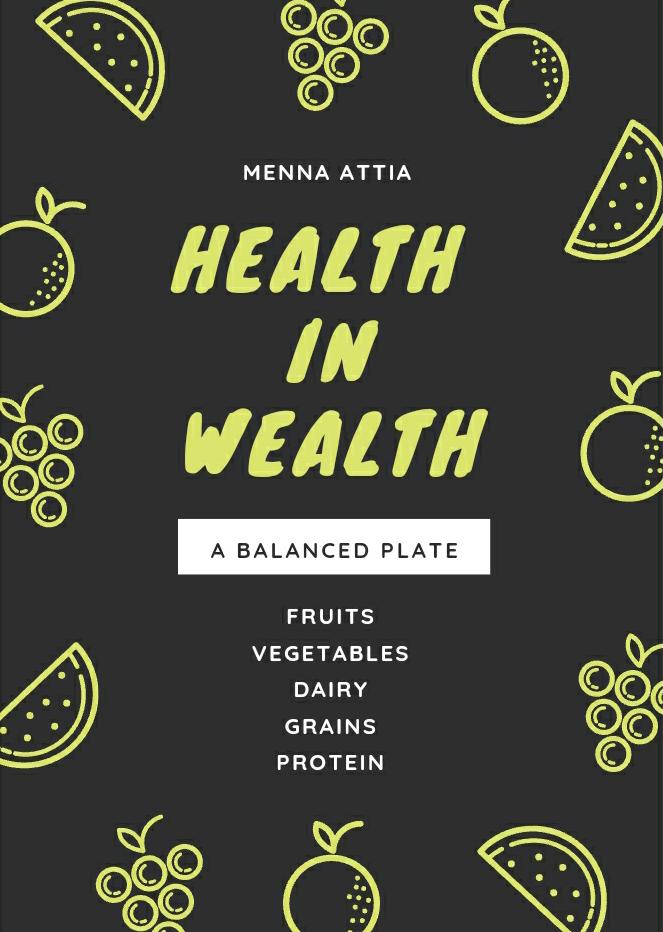 MENNA ATTIA
HEALTH
IN
WEALTH
A BALANCED PLATE
FRUITS
VEGETABLES
DAIRY
GRAINS
PROTEIN